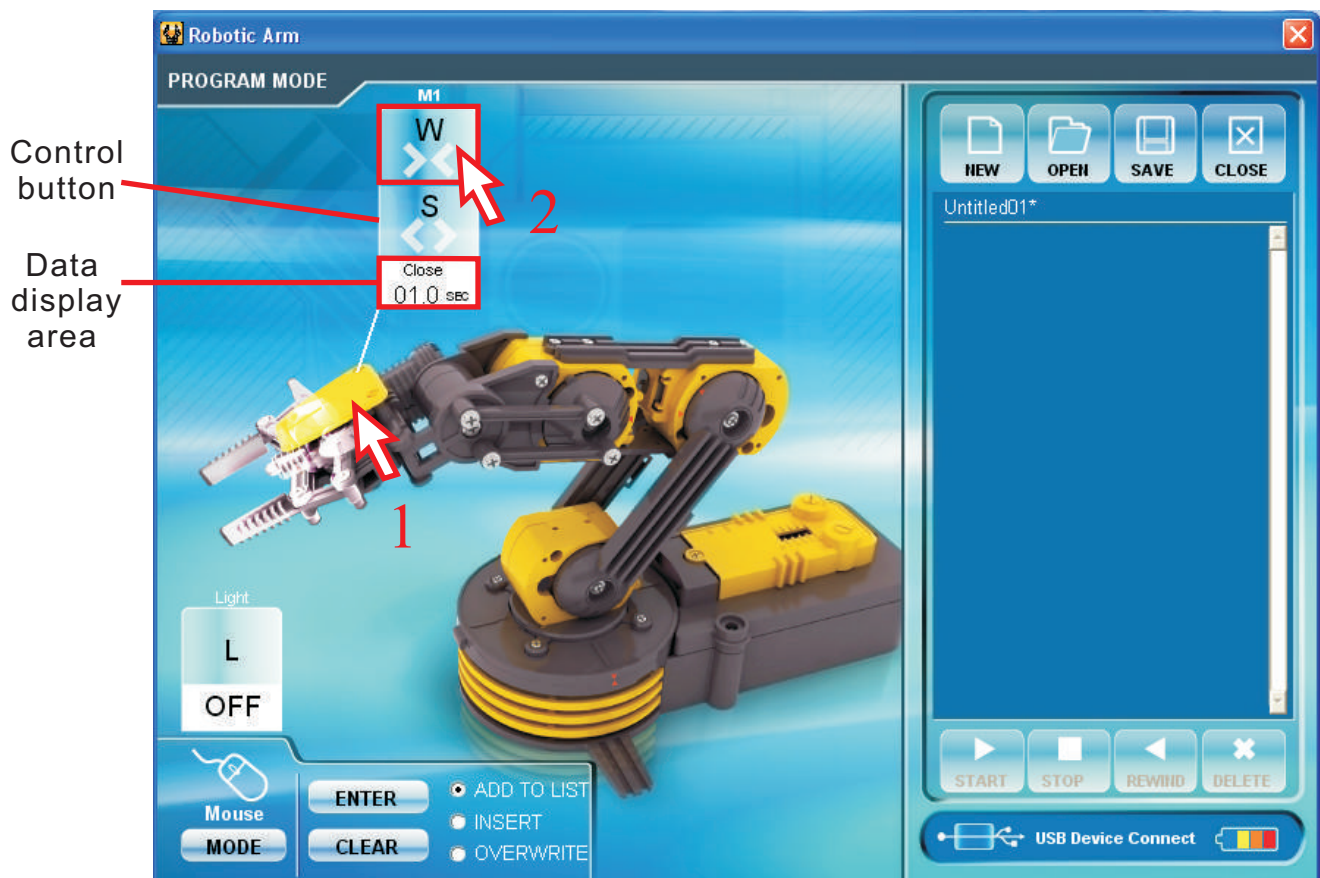 Robotic Arm
PROGRAM MODE
M1
W
S
Close
01.0 SEC
Control
button
Data
display
area
1
2
Light
L
OFF
Mouse
MODE
ENTER
CLEAR
ADD TO LIST
INSERT
OVERWRITE
NEW
OPEN
SAVE
CLOSE
Untitled01*
START
STOP
REWIND
DELETE
USB Device Connect